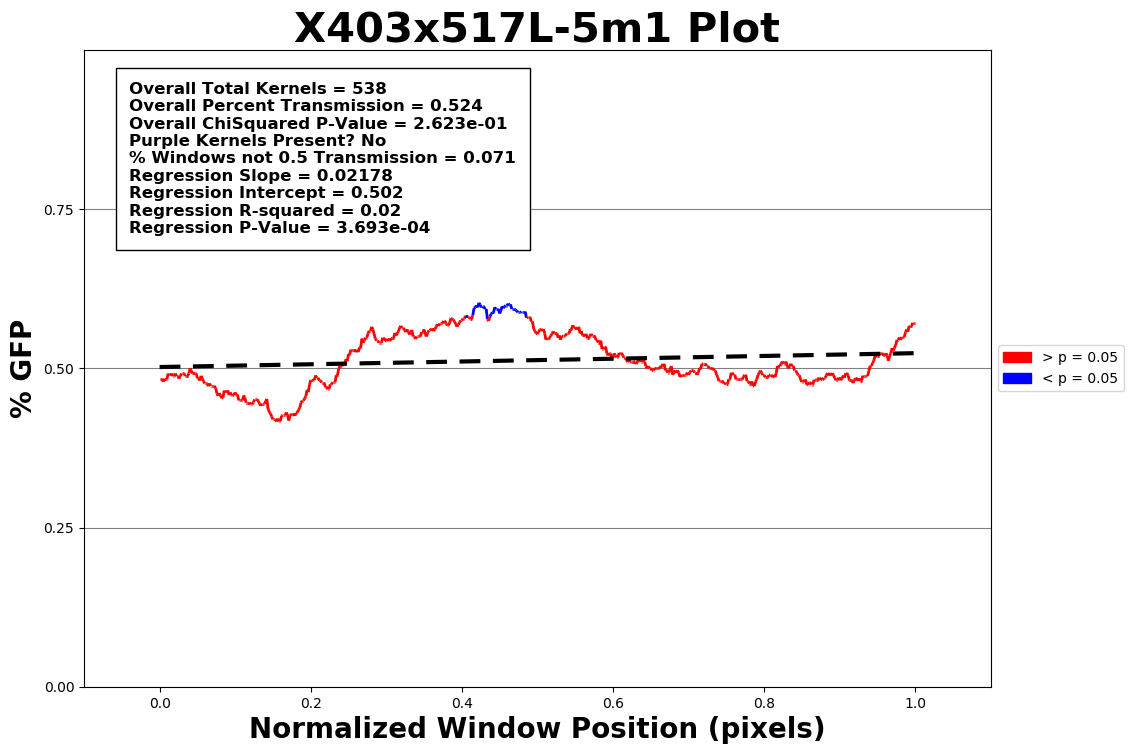 X403x517L-5m1 Plot
Overall Total Kernels = 538
Overall Percent Transmission = 0.524
Overall ChiSquared P-Value = 2.623e-01
Purple Kernels Present? No
% Windows not 0.5 Transmission = 0.071
Regression Slope = 0.02178
Regression Intercept = 0.502
Regression R-squared = 0.02
Regression P-Value = 3.693e-04
% GFP
0.75
0.50
0.25
0.00
> p = 0.05
< p = 0.05
0.0 0.2 0.4 0.6 0.8 1.0
Normalized Window Position (pixels)